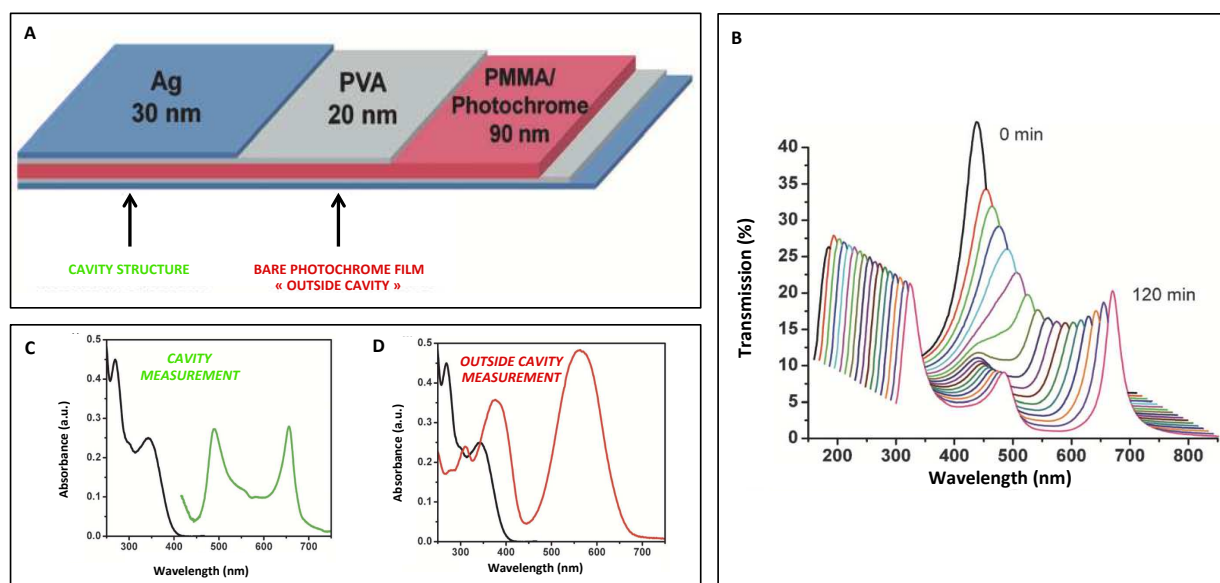 A
Ag
30 nm
PVA
20 nm
PMMA/
Photochrome
90 nm
CAVITY STRUCTURE
BARE PHOTOCHROME FILM
« OUTSIDE CAVITY »
B
0 min
120 min
Transmission (%)
40
35
30
25
20
15
10
5
0
200 300 400 500 600 700 800
Wavelength (nm)
C
CAVITY
MEASUREMENT
Absorbance (a.u.)
0.5
0.4
0.3
0.2
0.1
0.0
300 400 500 600 700
Wavelength (nm)
D
OUTSIDE CAVITY
MEASUREMENT
Absorbance (a.u.)
0.5
0.4
0.3
0.2
0.1
0.0
300 400 500 600 700
Wavelength (nm)